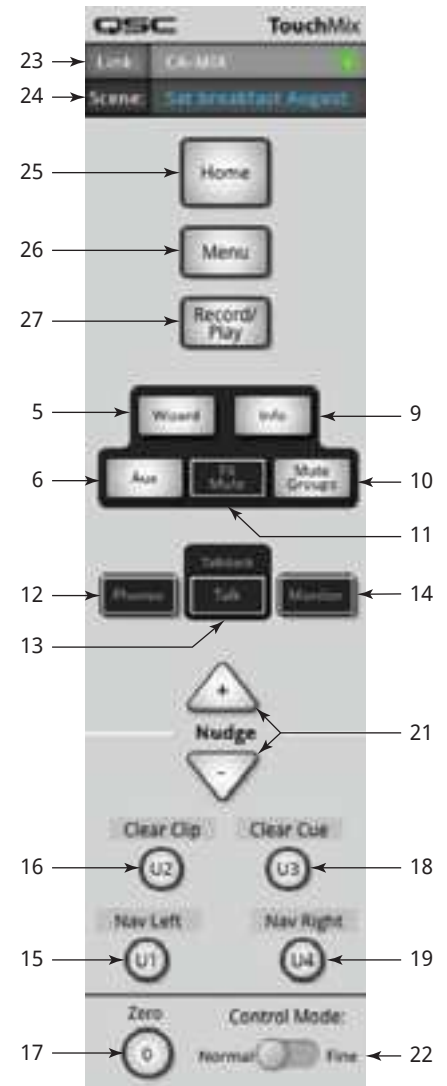 QSC TouchMix
23 Link CA-MIX
24 Scene: Sat breakfast August
25 Home
26 Menu
27 Record/
Play
5 Wizard Info 9
6 Aux FX
Mute Mute
Groups 10
11
Talkback
12 Phones Talk Monitor 14
13
+
Nudge 21
-
Clear Clip Clear Cue
16 U2 U3 18
Nav Left Nav Right
15 U1 U4 19
Zero Control Mode:
17 0 Normal Fine 22